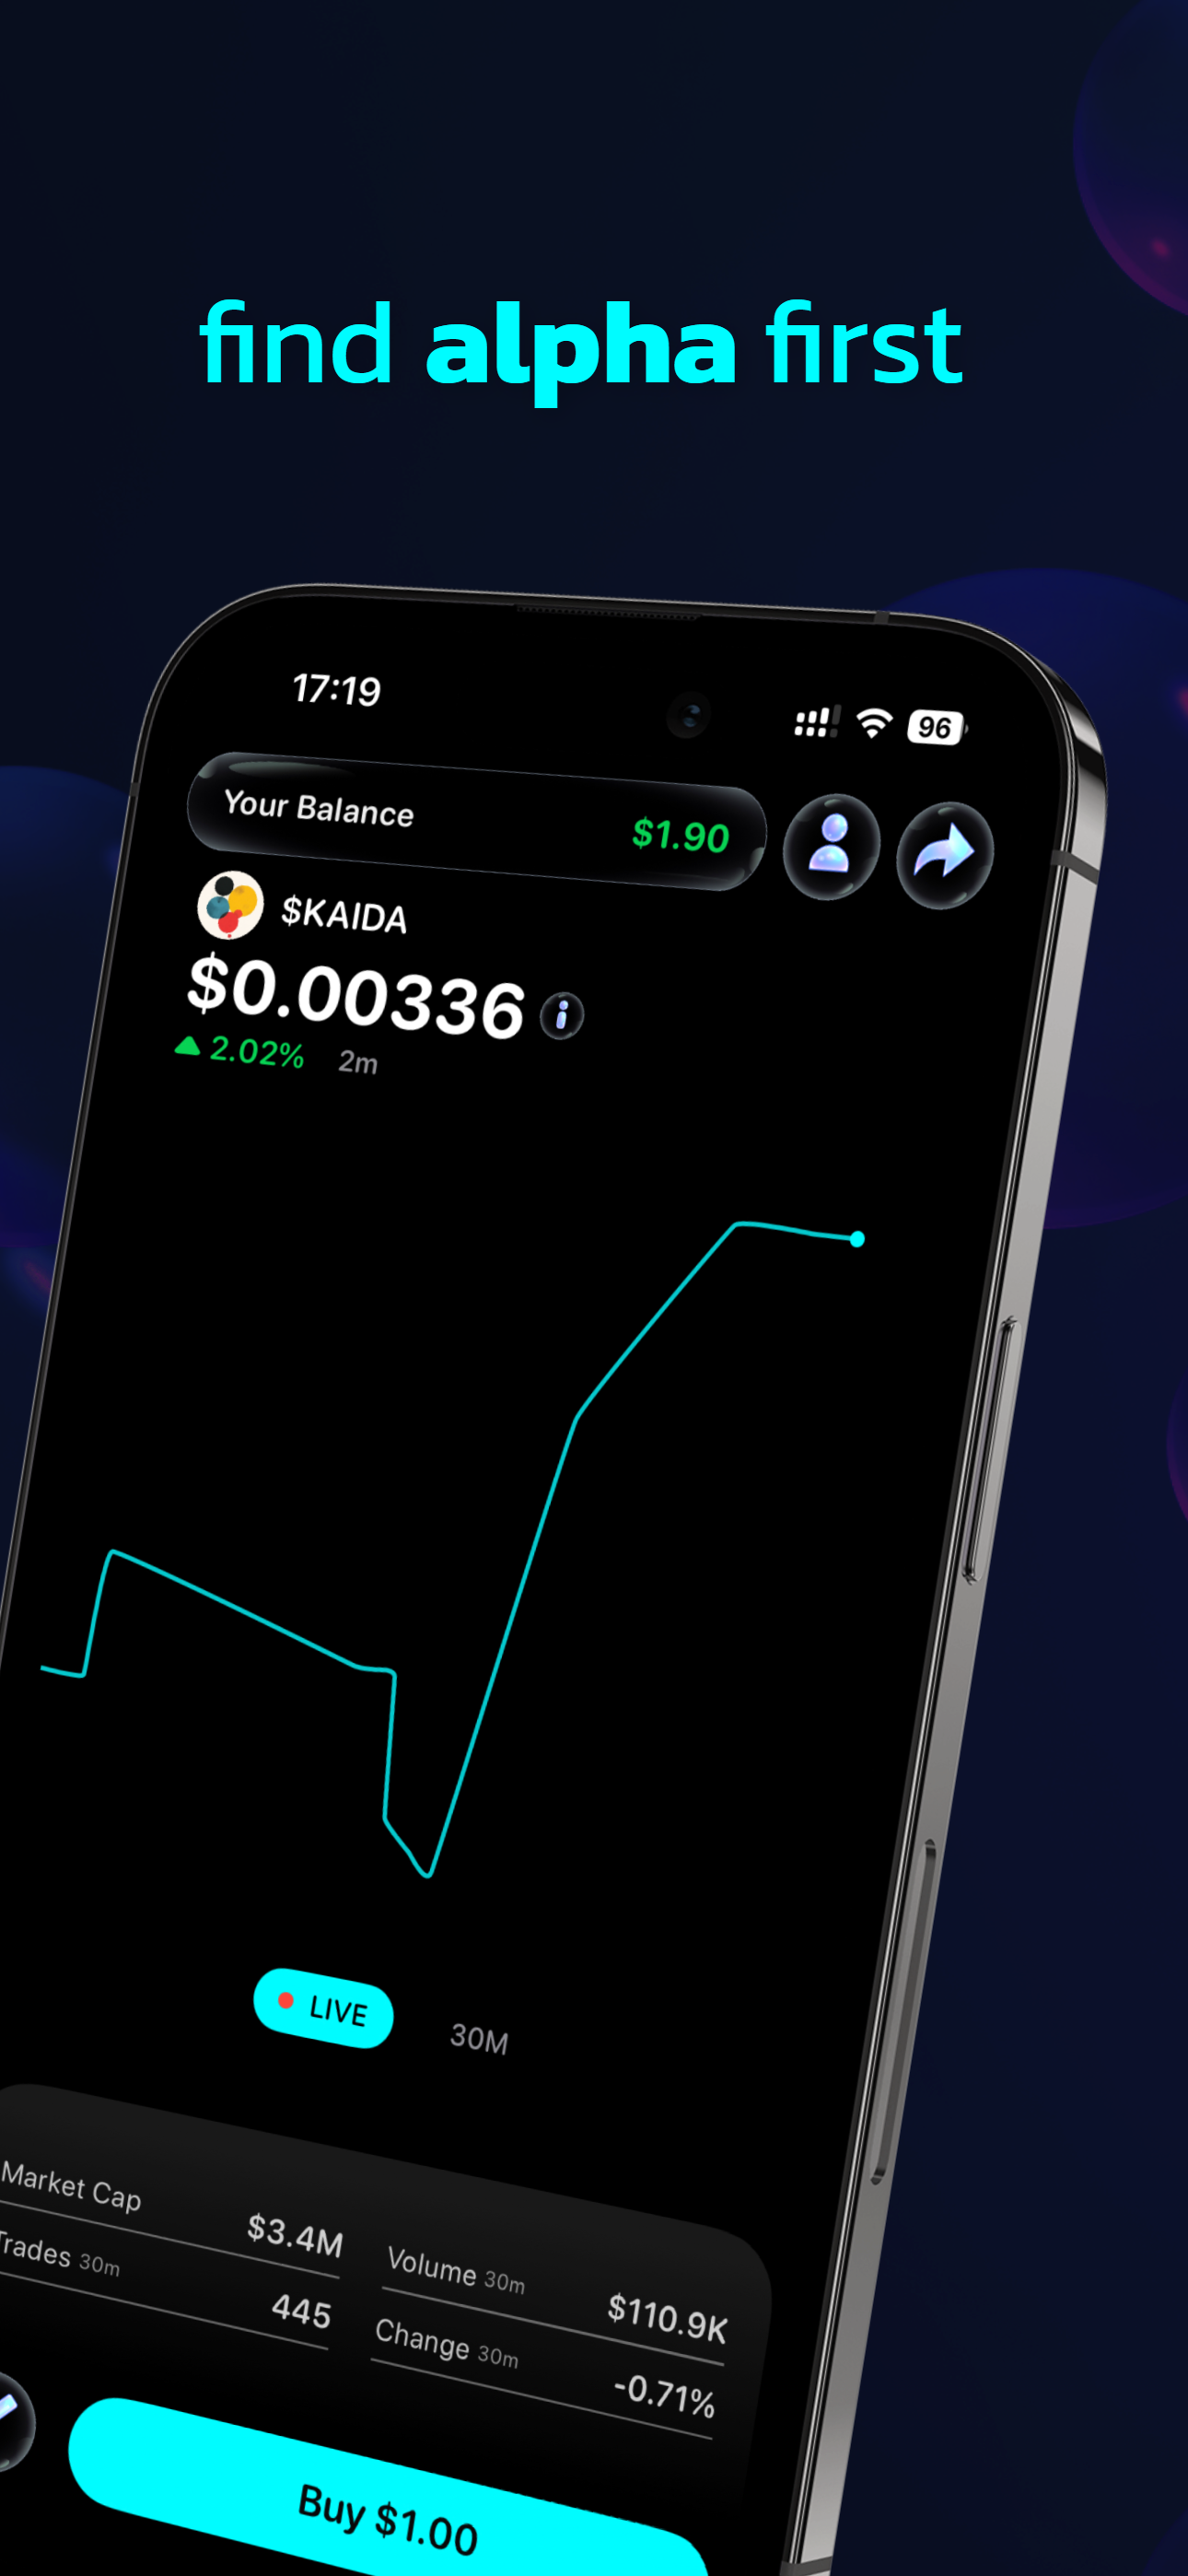 find alpha first
17:19
96
Your Balance $1.90
$KAIDA
$0.00336
2.02% 2m
LIVE 30M
Market Cap $3.4M
Volume 30m $110.9K
Trades 30m 445
Change 30m -0.71%
Buy $1.00